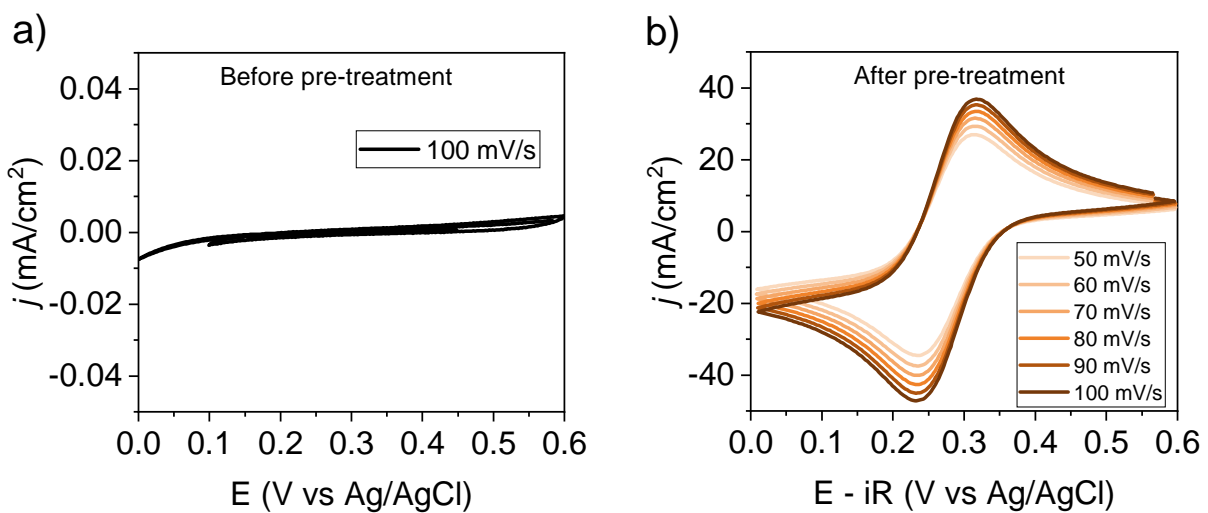 a)
Before pre-treatment
100 mV/s
0.04
0.02
0.00
-0.02
-0.04
j (mA/cm²)
0.0 0.1 0.2 0.3 0.4 0.5 0.6
E (V vs Ag/AgCl)
b)
After pre-treatment
40
20
0
-20
-40
j (mA/cm²)
50 mV/s
60 mV/s
70 mV/s
80 mV/s
90 mV/s
100 mV/s
0.0 0.1 0.2 0.3 0.4 0.5 0.6
E - iR (V vs Ag/AgCl)